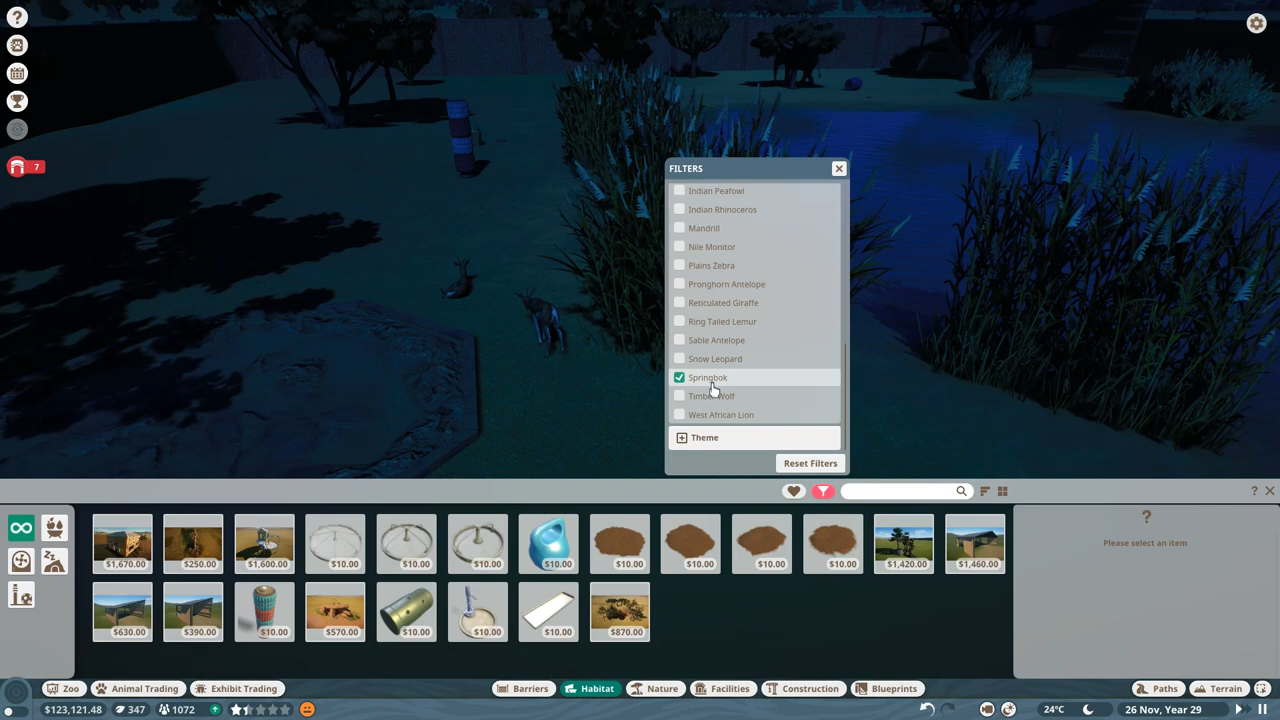 7
FILTERS
Indian Peafowl
Indian Rhinoceros
Mandrill
Nile Monitor
Plains Zebra
Pronghorn Antelope
Reticulated Giraffe
Ring Tailed Lemur
Sable Antelope
Snow Leopard
Springbok
Timber Wolf
West African Lion
Theme
Reset Filters
?
$1,670.00 $250.00 $1,600.00 $10.00 $10.00 $10.00 $10.00 $10.00 $10.00 $10.00 $10.00 $1,420.00 $1,460.00
$630.00 $390.00 $10.00 $570.00 $10.00 $10.00 $10.00 $870.00
?
Please select an item
Zoo Animal Trading Exhibit Trading Barriers Habitat Nature Facilities Construction Blueprints Paths Terrain
$123,121.48 347 1072 24°C 26 Nov, Year 29